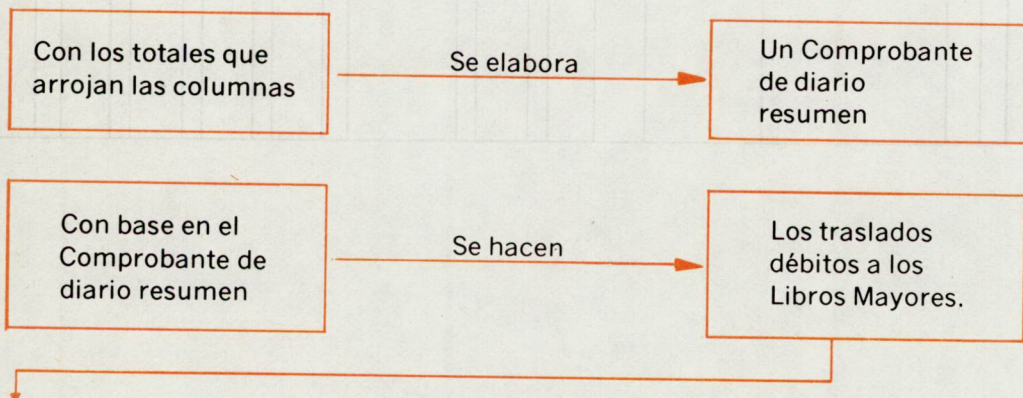 Con los totales que
arrojan las columnas
Se elabora
Un Comprobante
de diario
resumen
Con base en el
Comprobante de
diario resumen
Se hacen
Los traslados
débitos a los
Libros Mayores.